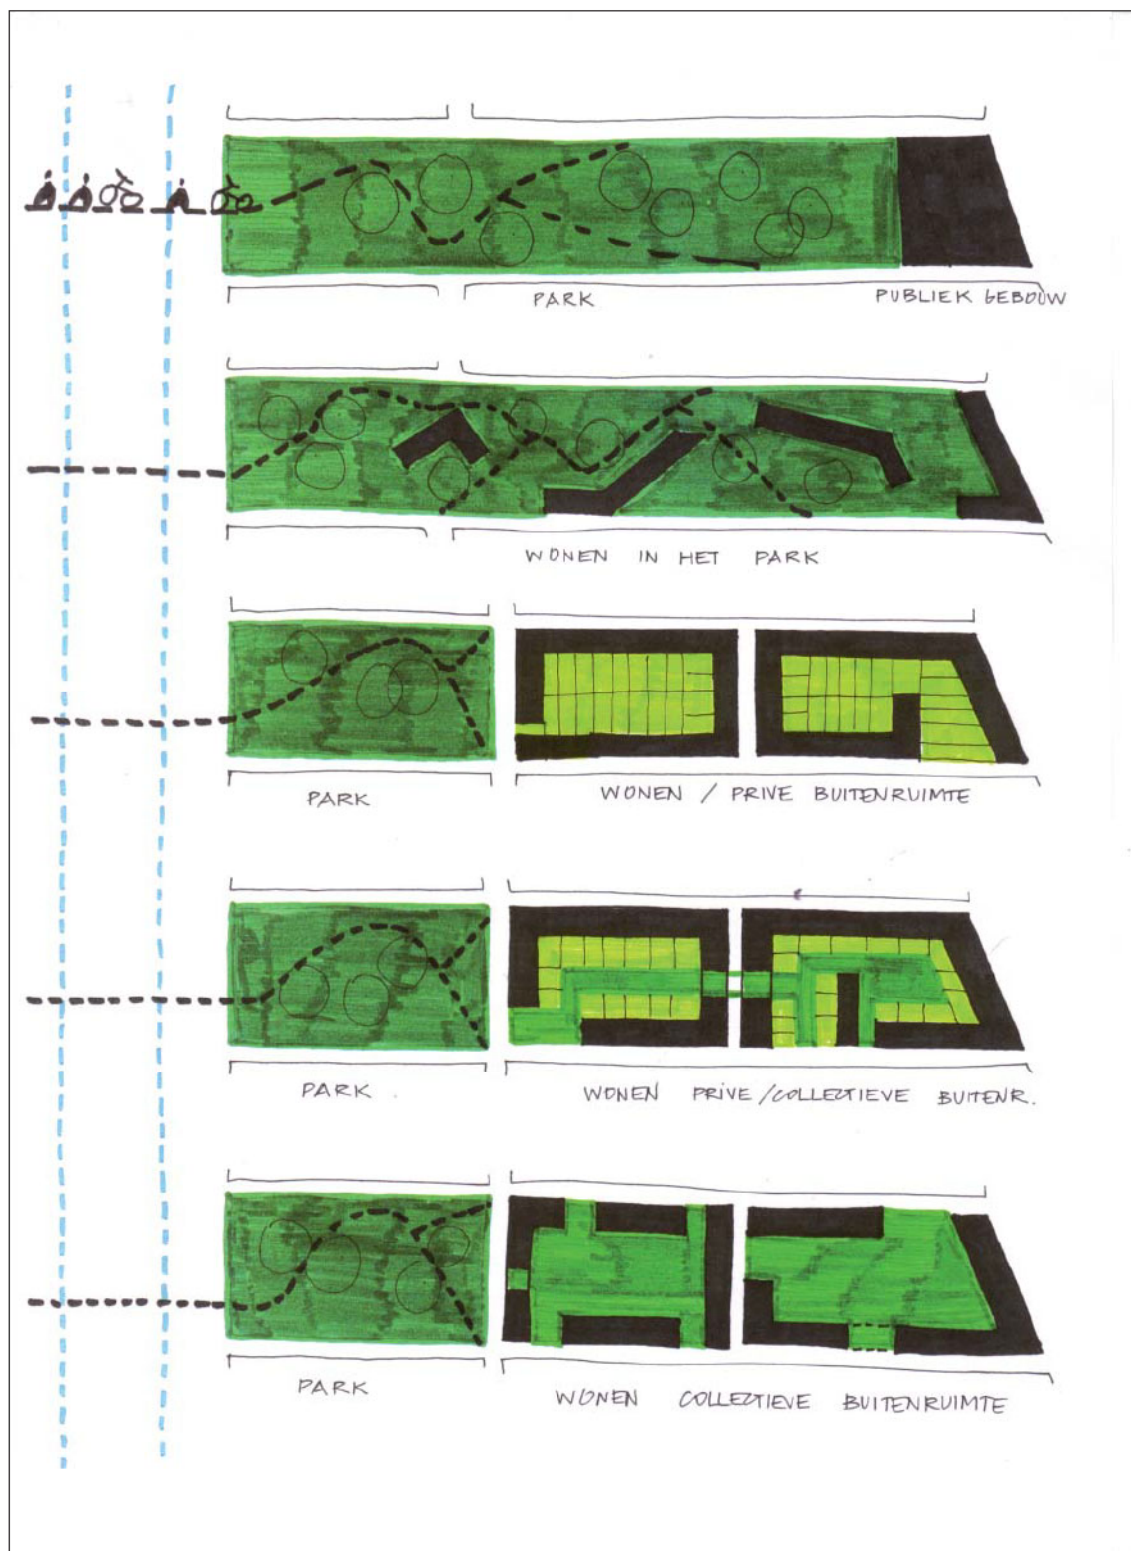 PARK
PUBLIEK GEBOUW
WONEN IN HET PARK
PARK
WONEN / PRIVE BUITENRUIMTE
PARK .
WONEN PRIVE/COLLECTIEVE BUITENR.
PARK
WONEN COLLECTIEVE BUITENRUIMTE